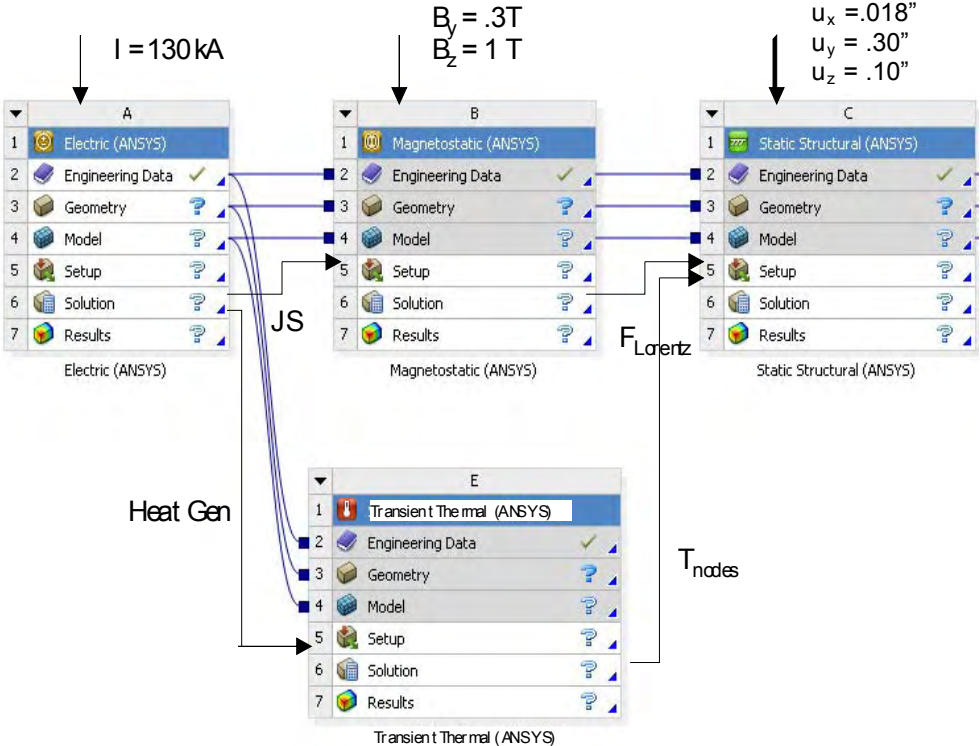 I = 130 kA
By = .3T
Bz = 1 T
ux = .018”
uy = .30”
uz = .10”
A
1 Electric (ANSYS)
2 Engineering Data
3 Geometry
4 Model
5 Setup
6 Solution
7 Results
Electric (ANSYS)
B
1 Magnetostatic (ANSYS)
2 Engineering Data
3 Geometry
4 Model
5 Setup
6 Solution
7 Results
Magnetostatic (ANSYS)
C
1 Static Structural (ANSYS)
2 Engineering Data
3 Geometry
4 Model
5 Setup
6 Solution
7 Results
Static Structural (ANSYS)
JS
FLorentz
Heat Gen
E
1 Transient Thermal (ANSYS)
2 Engineering Data
3 Geometry
4 Model
5 Setup
6 Solution
7 Results
Transient Thermal (ANSYS)
Tnodes